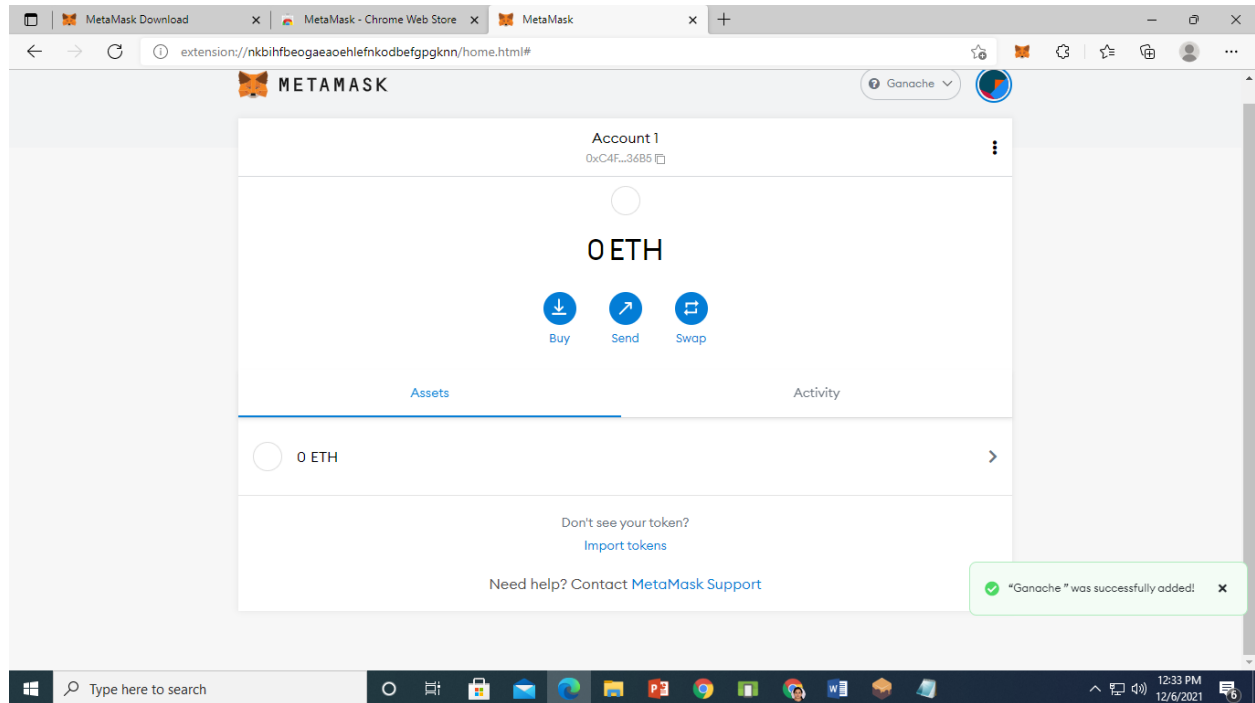 MetaMask Download
MetaMask - Chrome Web Store
MetaMask
extension://nkbihfbeogaeaoehlefnkodbefgpgknn/home.html#
METAMASK
Ganache
Account 1
0xC4F...36B5
0 ETH
Buy Send Swap
Assets Activity
0 ETH
Don't see your token?
Import tokens
Need help? Contact MetaMask Support
“Ganache ” was successfully added!
Type here to search
12:33 PM
12/6/2021
6